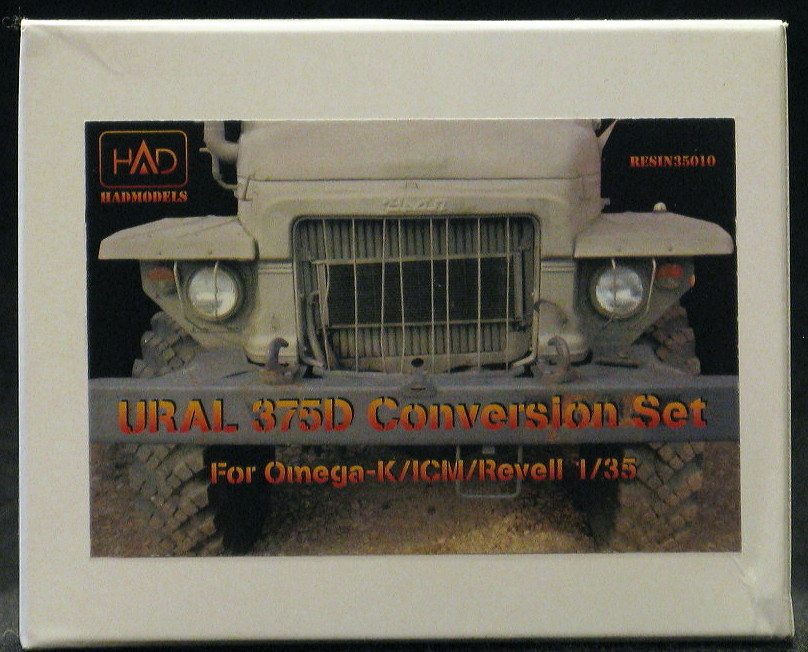 HAD
HADMODELS
RESIN35010
URAL 375D Conversion Set
For Omega-K/ICM/Revell 1/35